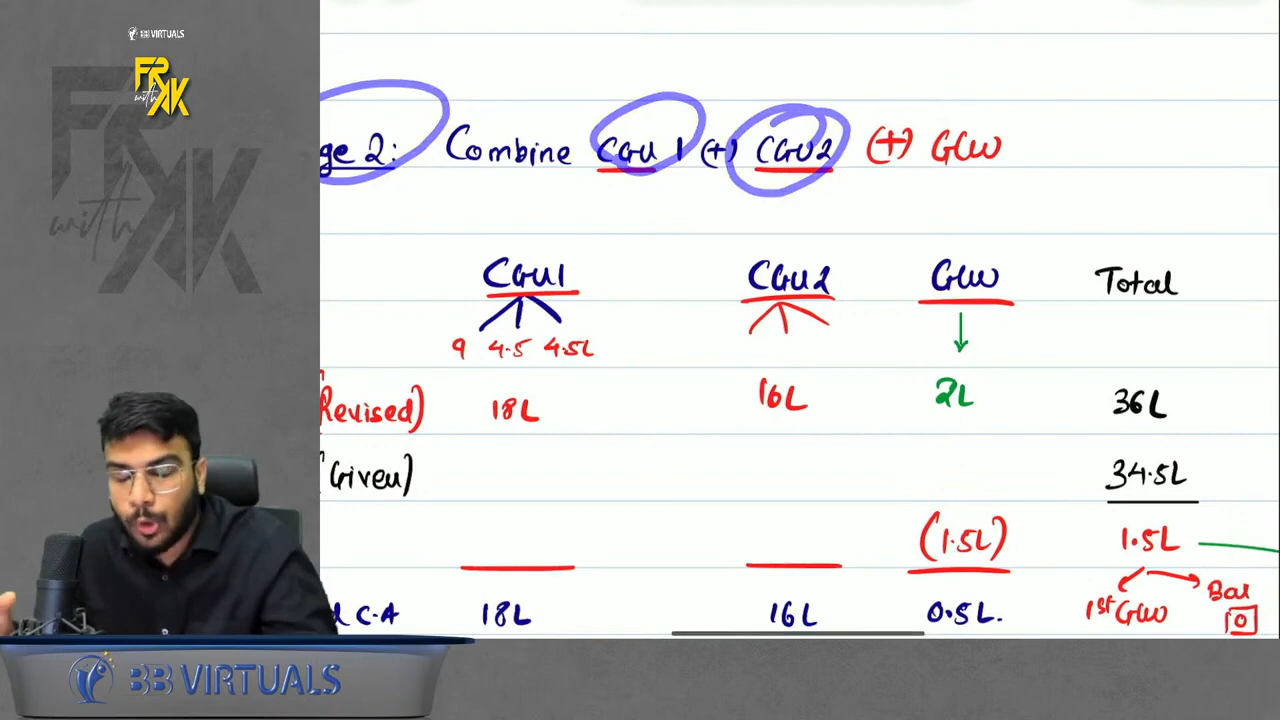 BB VIRTUALS
FR
with
KK
ge 2: Combine CGU 1 (+) CGU2 (+) GW
CGU1 CGU2 GW Total
9 4.5 4.5L
Revised) 18L 16L 2L 36L
(Given) 34.5L
(1.5L) 1.5L
1st GW Bal 0
d C.A 18L 16L 0.5L.
BB VIRTUALS